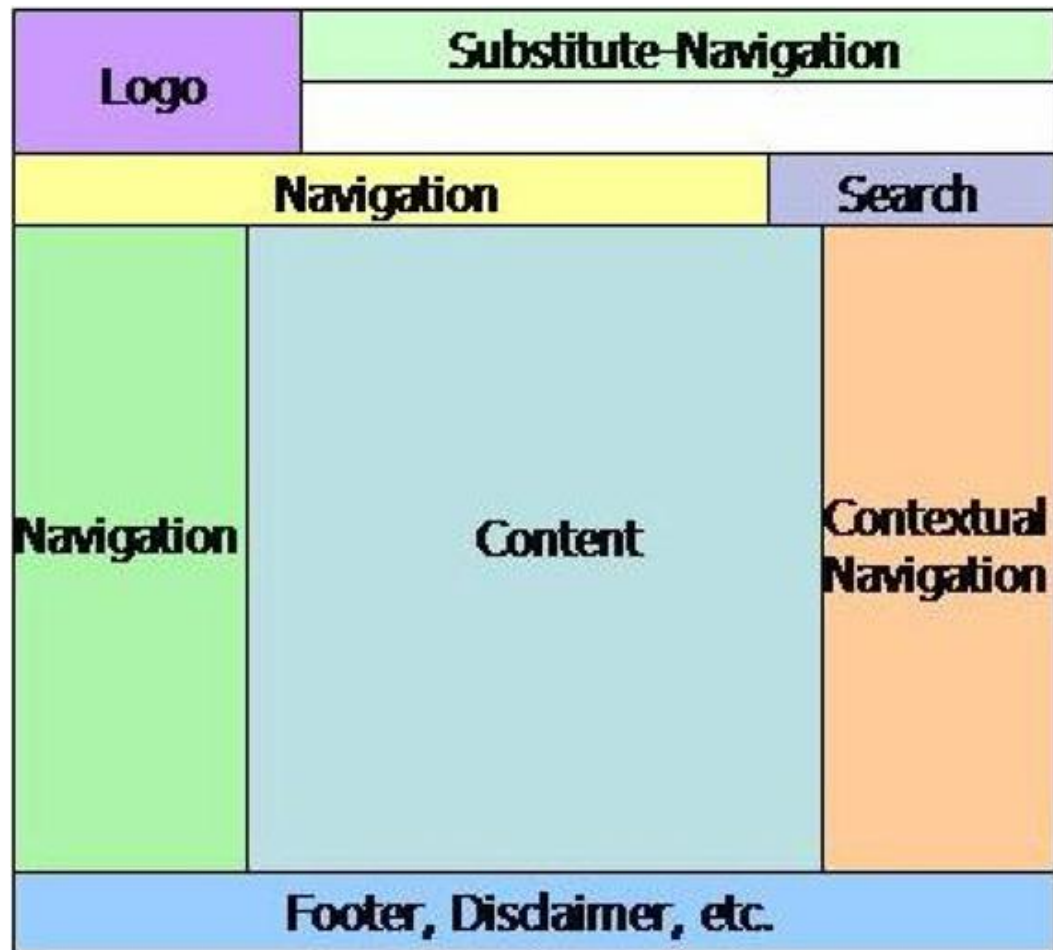 Logo
Substitute-Navigation
Navigation
Search
Navigation
Content
Contextual
Navigation
Footer, Disclaimer, etc.